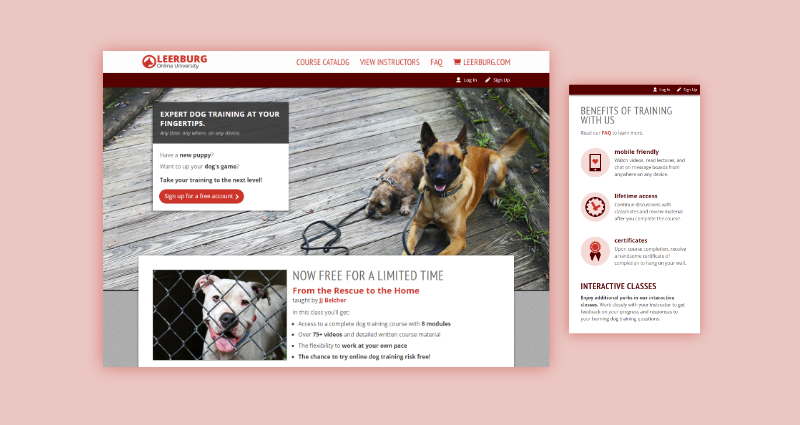 LEERBURG
Online University
COURSE CATALOG VIEW INSTRUCTORS FAQ LEERBURG.COM
Log In Sign Up
EXPERT DOG TRAINING AT YOUR
FINGERTIPS.
Any time, any where, on any device.
Have a new puppy?
Want to up your dog's game?
Take your training to the next level!
Sign up for a free account
NOW FREE FOR A LIMITED TIME
From the Rescue to the Home
taught by JJ Belcher
In this class you'll get:
Access to a complete dog training course with 8 modules
Over 75+ videos and detailed written course material
The flexibility to work at your own pace
The chance to try online dog training risk free!
Log In Sign Up
BENEFITS OF TRAINING
WITH US
Read our FAQ to learn more.
mobile friendly
Watch videos, read lectures, and
chat on message boards from
anywhere on any device.
lifetime access
Continue discussions with
classmates and review material
after you complete the course.
certificates
Upon course completion, receive
a handsome certificate of
completion to hang on your wall.
INTERACTIVE CLASSES
Enjoy additional perks in our interactive
classes. Work closely with your instructor to get
feedback on your progress and responses to
your burning dog training questions.